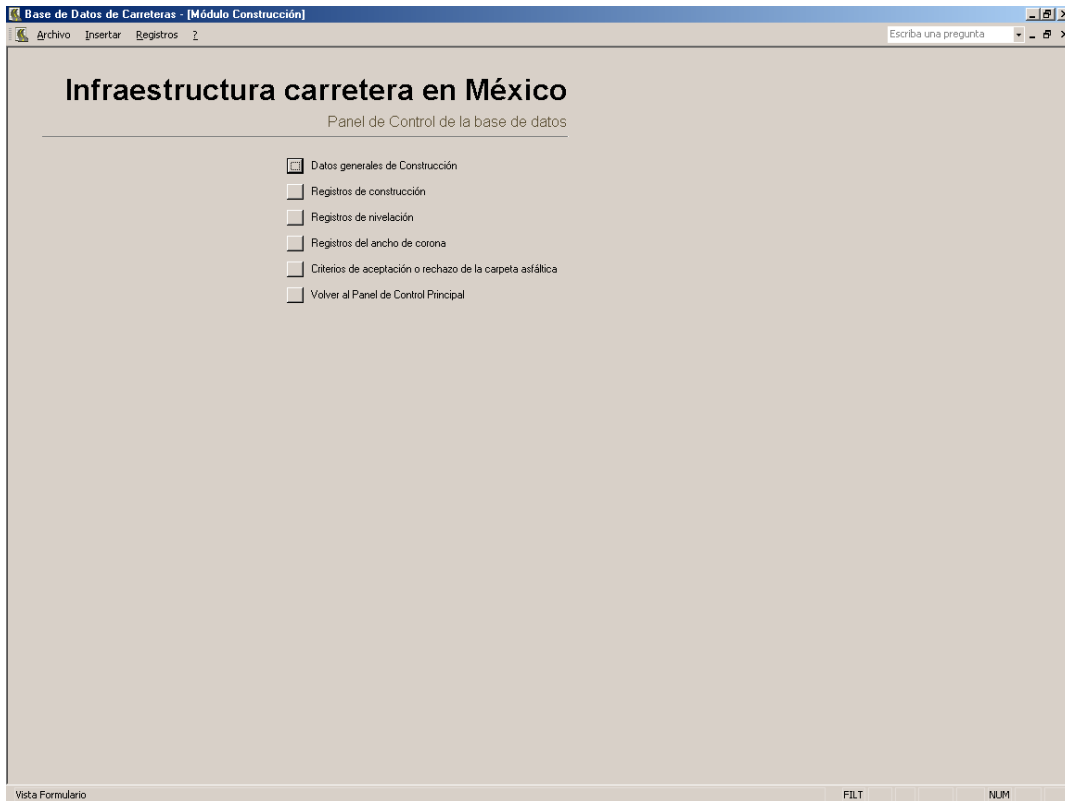 Base de Datos de Carreteras - [Módulo Construcción]
Archivo Insertar Registros ? Escriba una pregunta
Infraestructura carretera en México
Panel de Control de la base de datos
Datos generales de Construcción
Registros de construcción
Registros de nivelación
Registros del ancho de corona
Criterios de aceptación o rechazo de la carpeta asfáltica
Volver al Panel de Control Principal
Vista Formulario FILT NUM